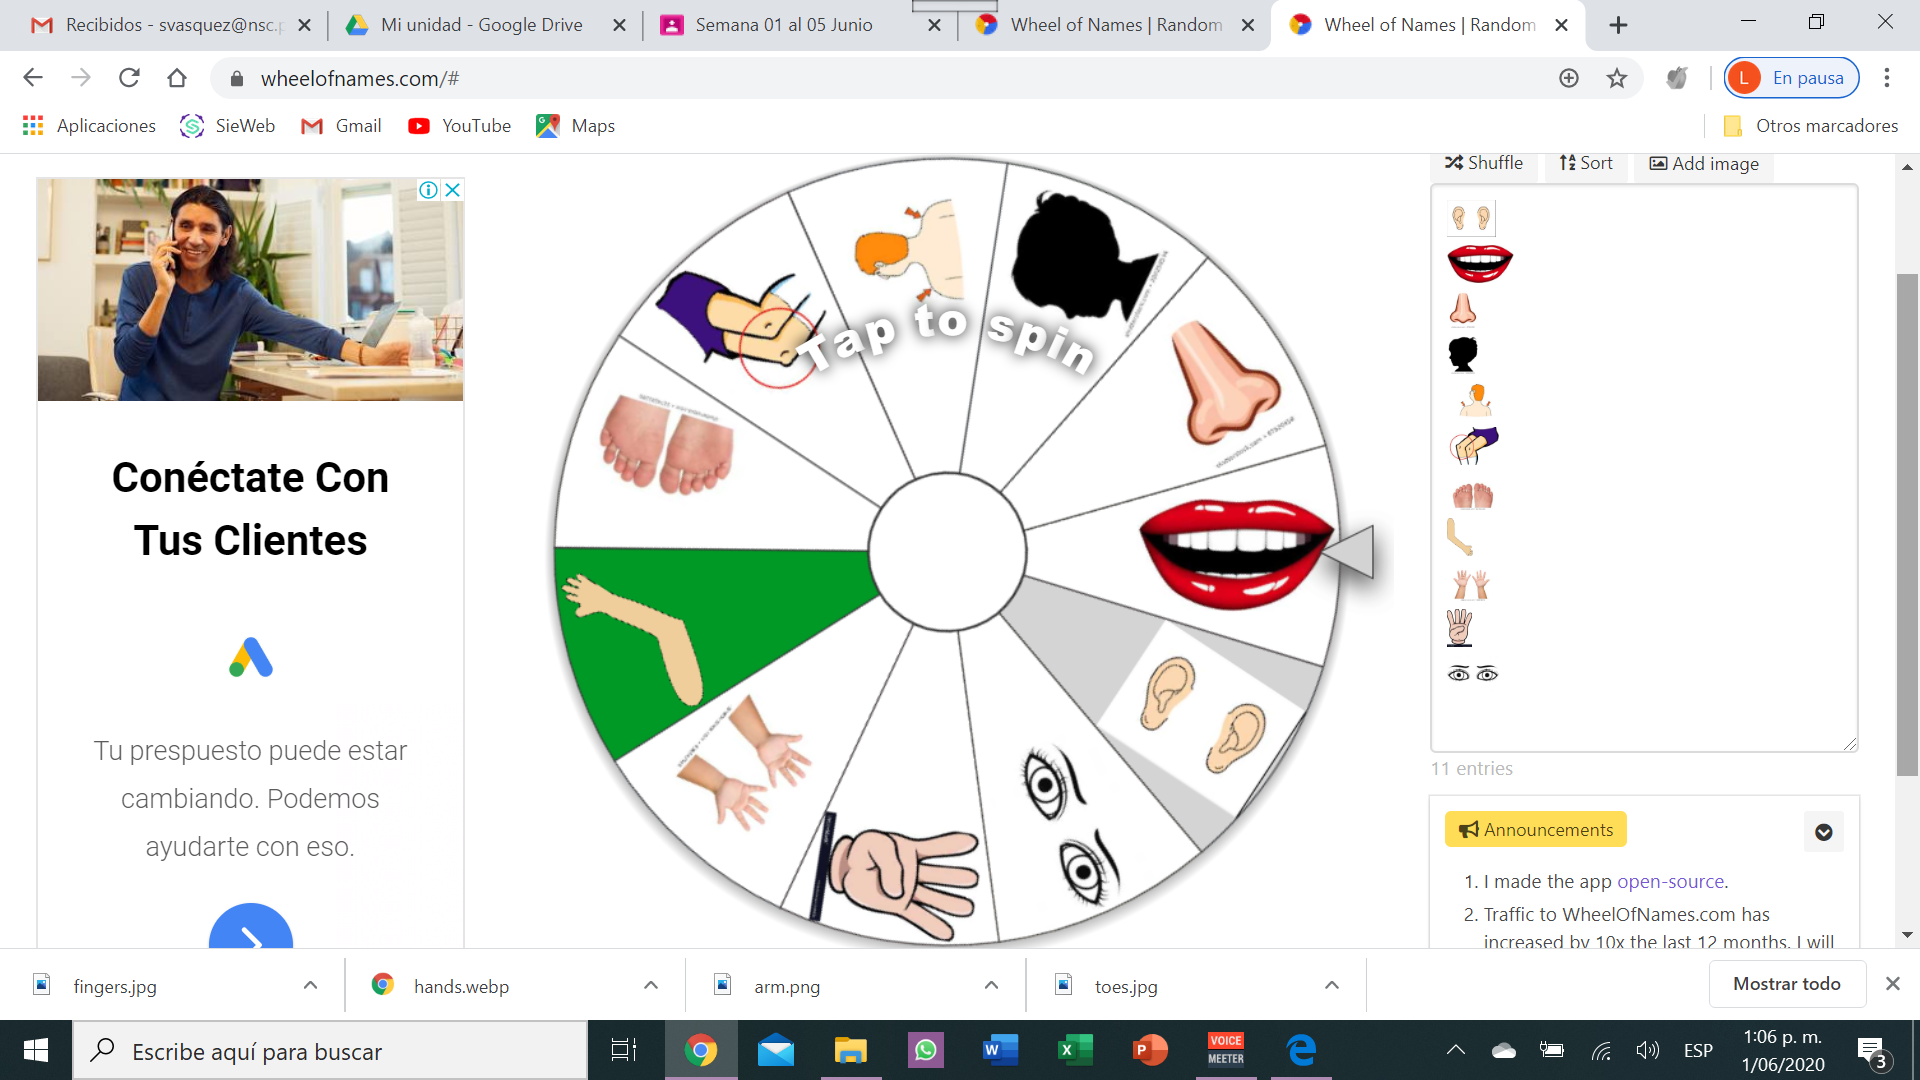 Recibidos - svasquez@nsc.p
Mi unidad - Google Drive
Semana 01 al 05 Junio
Wheel of Names | Random
Wheel of Names | Random
wheelofnames.com/#
L
En pausa
Aplicaciones
SieWeb
Gmail
YouTube
Maps
Otros marcadores
Shuffle
Sort
Add image
Tap to spin
Conéctate Con
Tus Clientes
Tu prespuesto puede estar
cambiando. Podemos
ayudarte con eso.
11 entries
Announcements
1. I made the app open-source.
2. Traffic to WheelOfNames.com has
increased by 10x the last 12 months. I will
fingers.jpg
hands.webp
arm.png
toes.jpg
Mostrar todo
Escribe aquí para buscar
VOICE
MEETER
ESP
1:06 p. m.
1/06/2020
3